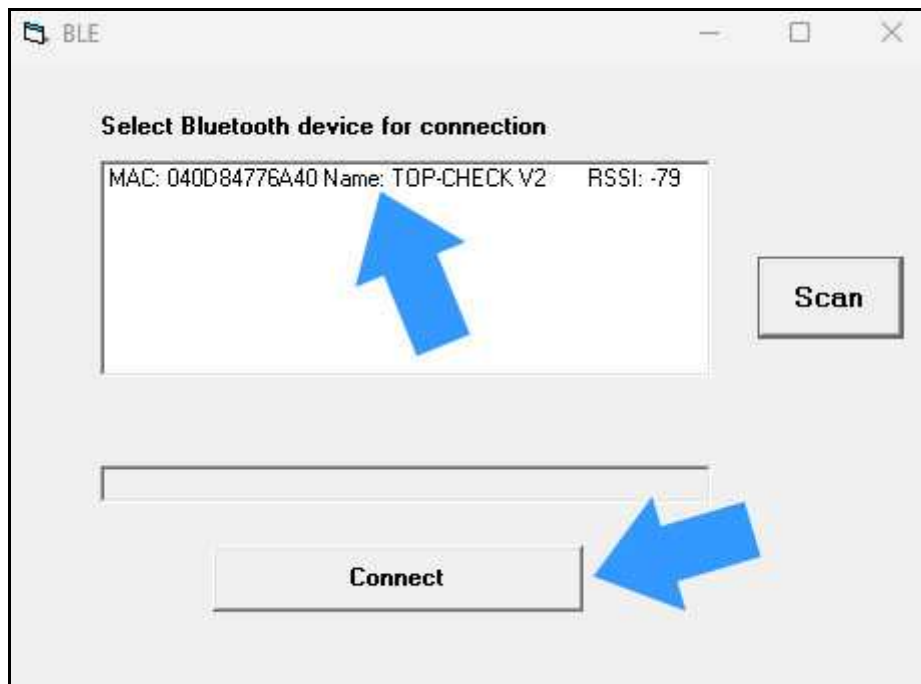 BLE
Select Bluetooth device for connection
MAC: 040D84776A40 Name: TOP-CHECK V2 RSSI: -79
Scan
Connect